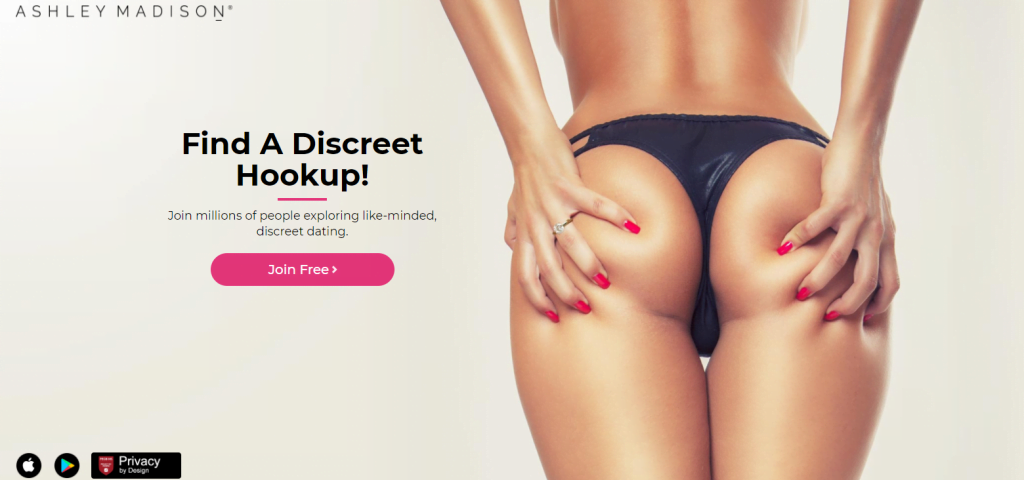 ASHLEY MADISON®
Find A Discreet
Hookup!
Join millions of people exploring like-minded,
discreet dating.
Join Free
Privacy
by Design